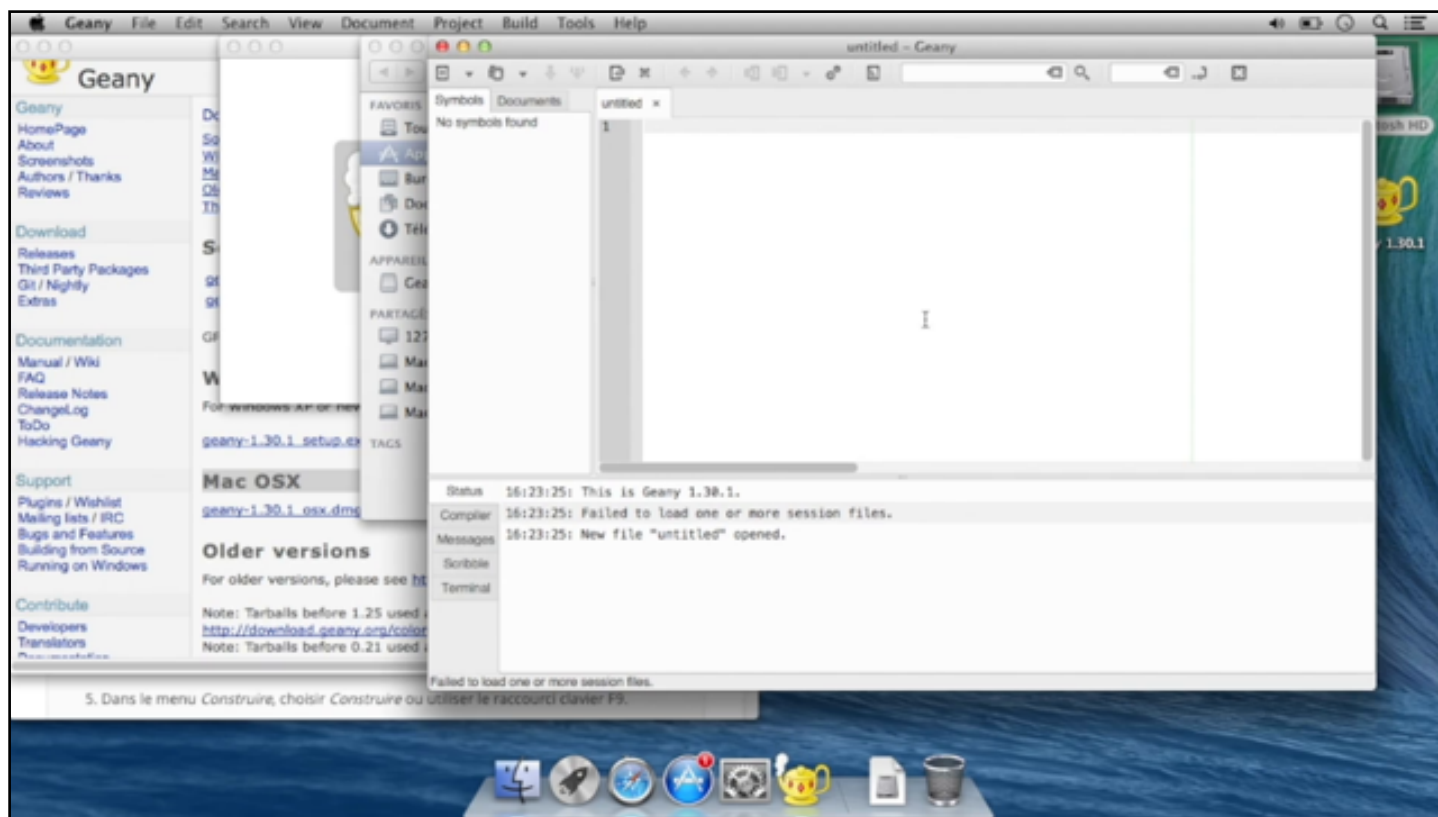 Geany File Edit Search View Document Project Build Tools Help
Geany
Geany
HomePage
About
Screenshots
Authors / Thanks
Reviews
Download
Releases
Third Party Packages
Git / Nightly
Extras
Documentation
Manual / Wiki
FAQ
Release Notes
ChangeLog
ToDo
Hacking Geany
Support
Plugins / Wishlist
Mailing lists / IRC
Bugs and Features
Building from Source
Running on Windows
Contribute
Developers
Translators
For Windows XP or
geany-1.30.1_setup.ex
Mac OSX
geany-1.30.1_osx.dmg
Older versions
For older versions, please see
Note: Tarballs before 1.25 used
http://download.geany.org/
Note: Tarballs before 0.21 used
5. Dans le menu Construire, choisir Construire ou utiliser le raccourci clavier F9.
FAVORIS
TAGS
untitled – Geany
Symbols Documents
No symbols found
untitled ×
1
Status
Compiler
Messages
Scribble
Terminal
16:23:25: This is Geany 1.30.1.
16:23:25: Failed to load one or more session files.
16:23:25: New file "untitled" opened.
Failed to load one or more session files.
1.30.1